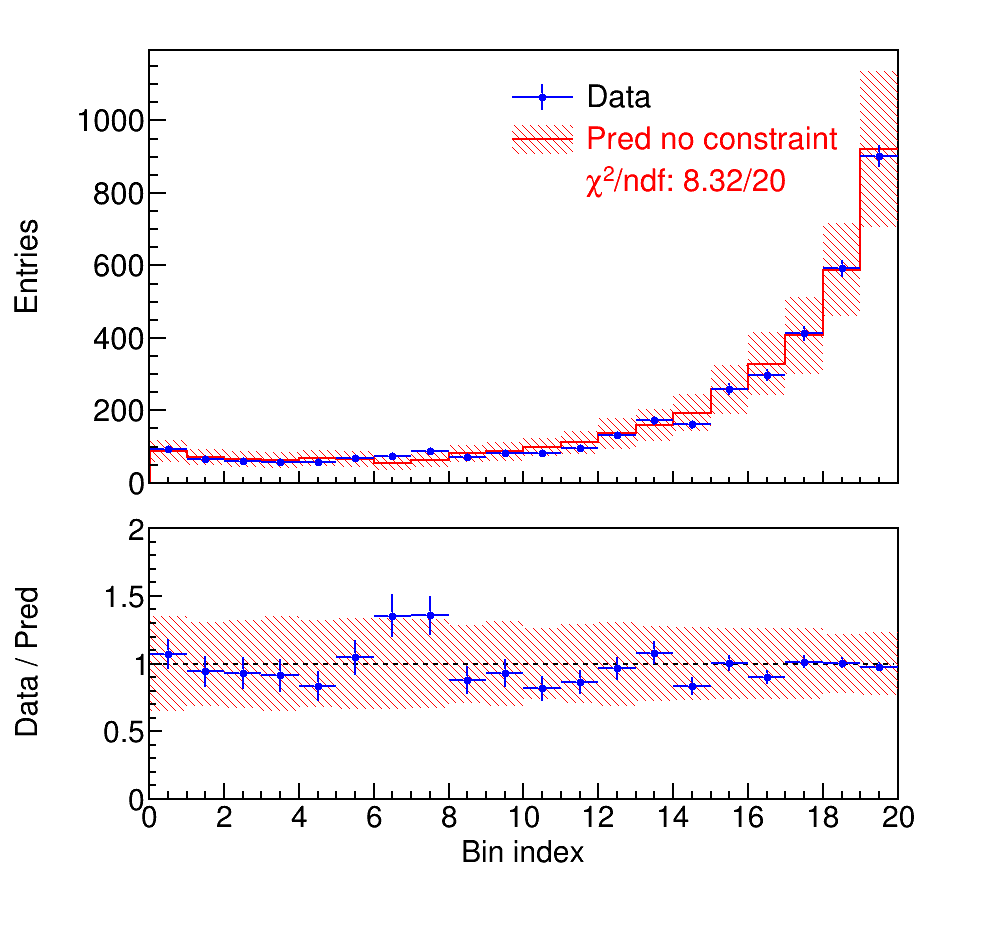 Entries
1000
800
600
400
200
0
Data
Pred no constraint
χ²/ndf: 8.32/20
Data / Pred
2
1.5
1
0.5
0
0 2 4 6 8 10 12 14 16 18 20
Bin index